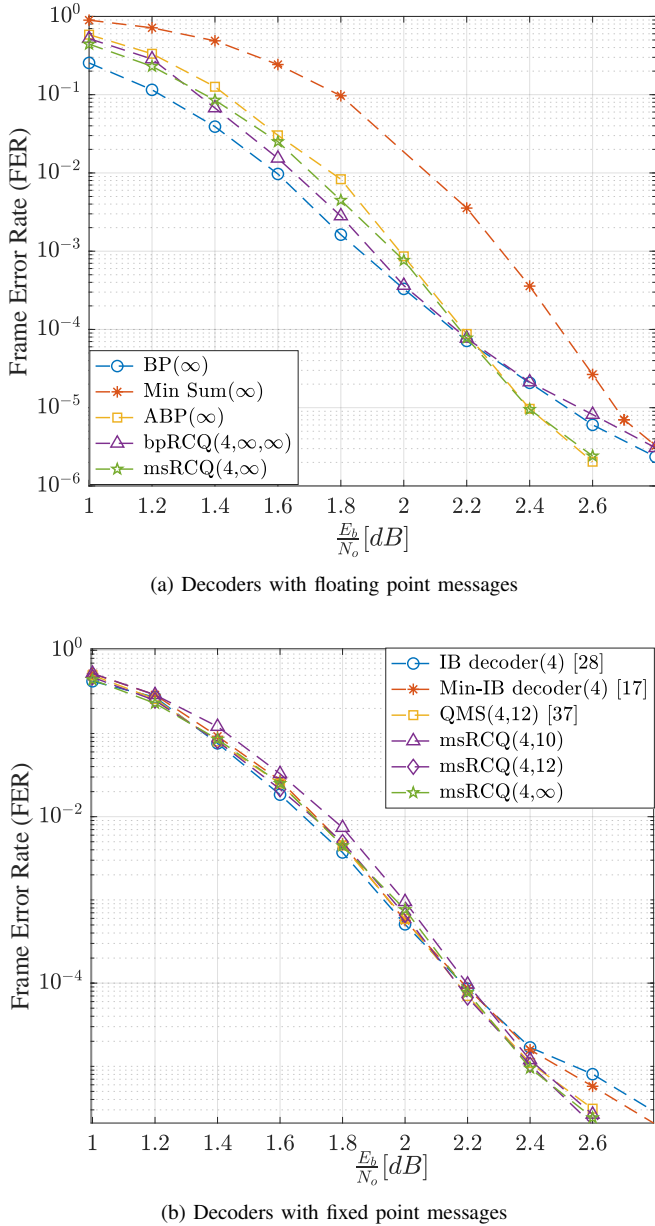 10^0
10^{-1}
10^{-2}
10^{-3}
10^{-4}
10^{-5}
10^{-6}
Frame Error Rate (FER)
BP(∞)
Min Sum(∞)
ABP(∞)
bpRCQ(4,∞,∞)
msRCQ(4,∞)
1 1.2 1.4 1.6 1.8 2 2.2 2.4 2.6
E_b/N_o [dB]
(a) Decoders with floating point messages
10^0
10^{-2}
10^{-4}
Frame Error Rate (FER)
IB decoder(4) [28]
Min-IB decoder(4) [17]
QMS(4,12) [37]
msRCQ(4,10)
msRCQ(4,12)
msRCQ(4,∞)
1 1.2 1.4 1.6 1.8 2 2.2 2.4 2.6
E_b/N_o [dB]
(b) Decoders with fixed point messages